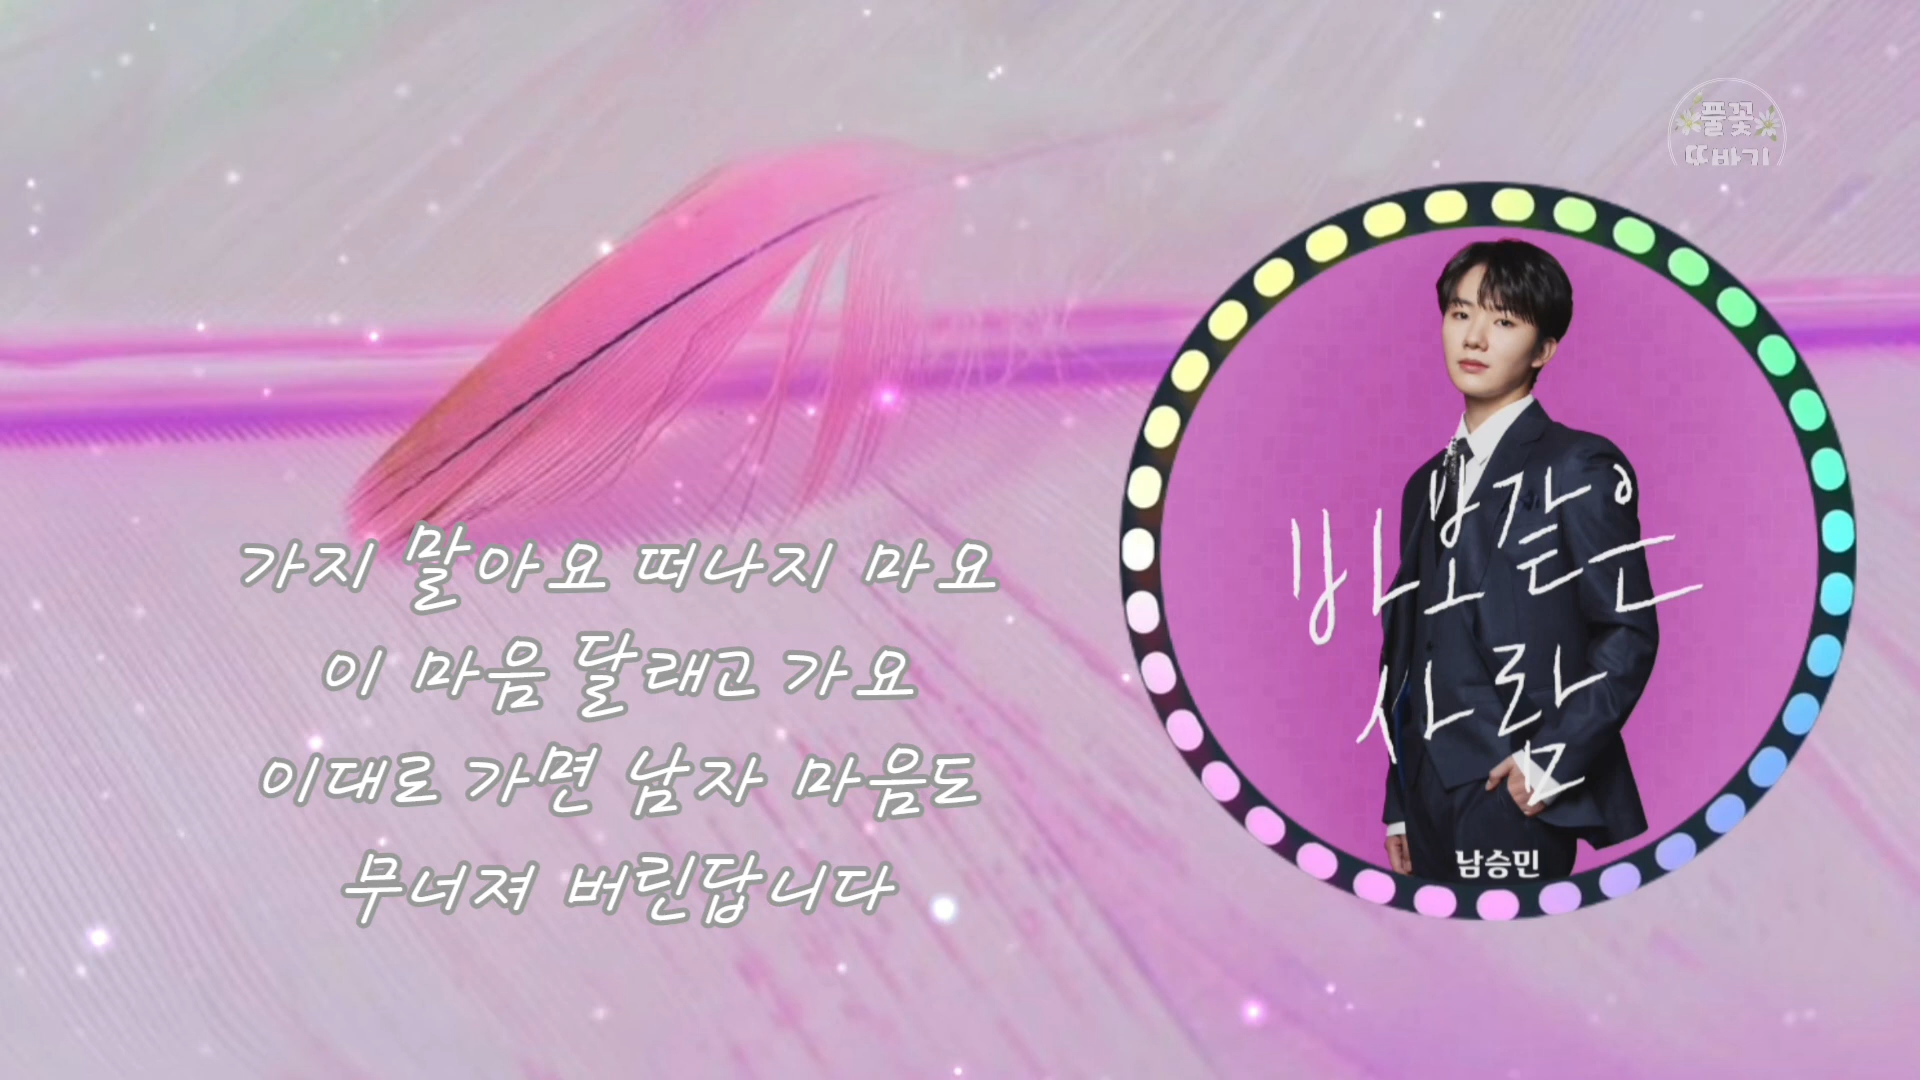 풀꽃
또바기
가지 말아요 떠나지 마요
이 마음 달래고 가요
이대로 가면 남자 마음도
무너져 버린답니다
바보같은
사람
남승민